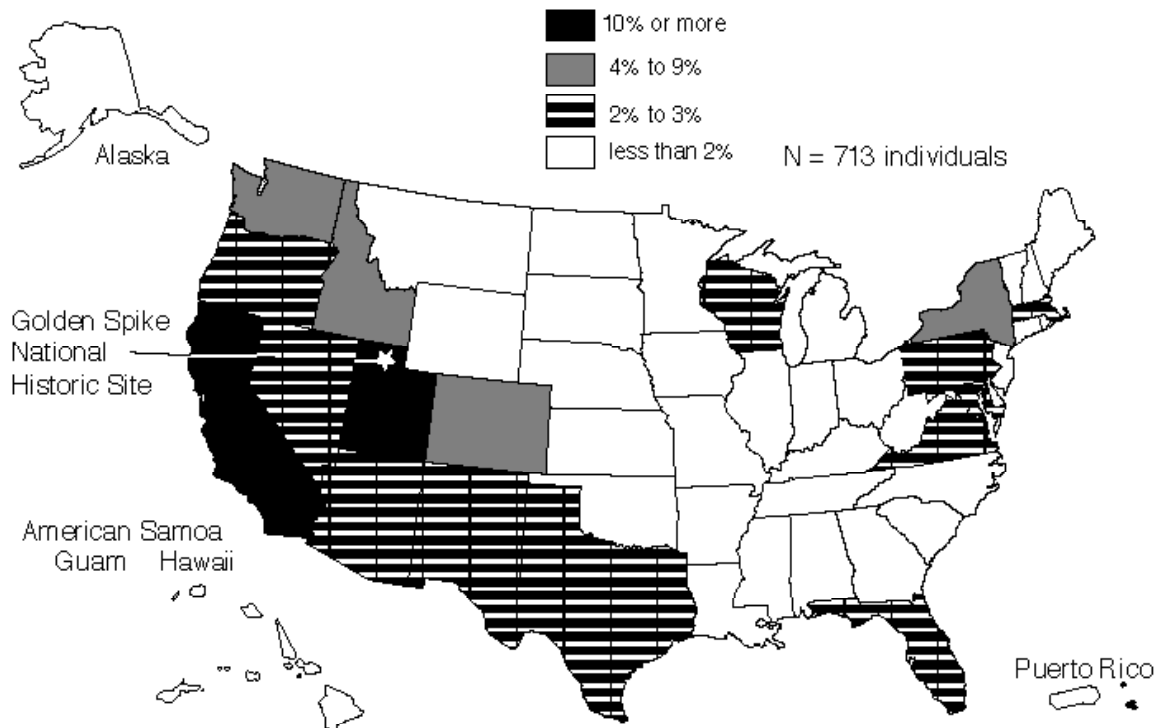 10% or more
4% to 9%
2% to 3%
less than 2%
N = 713 individuals
Alaska
Golden Spike
National
Historic Site
American Samoa
Guam Hawaii
Puerto Rico